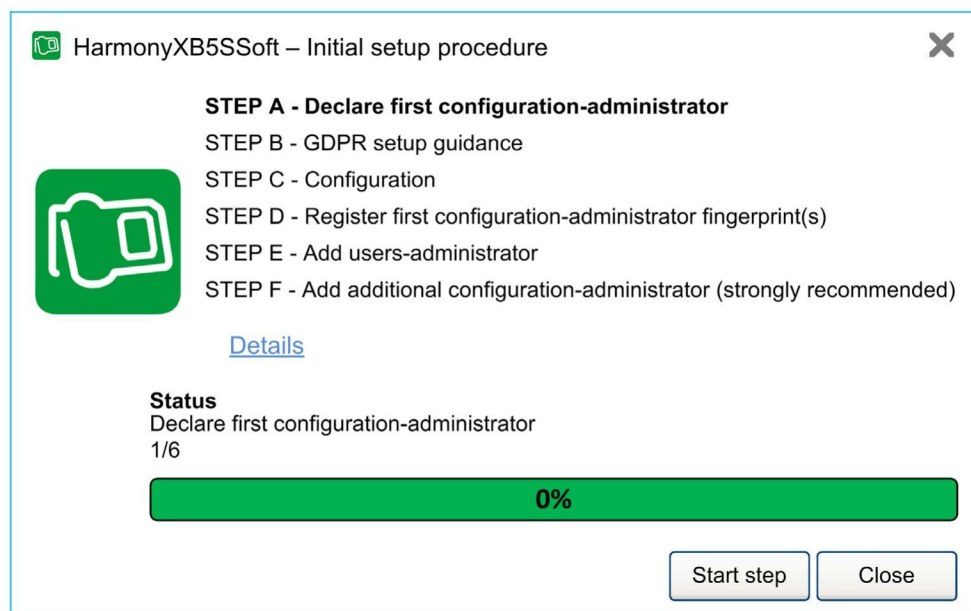 HarmonyXB5SSoft – Initial setup procedure
STEP A - Declare first configuration-administrator
STEP B - GDPR setup guidance
STEP C - Configuration
STEP D - Register first configuration-administrator fingerprint(s)
STEP E - Add users-administrator
STEP F - Add additional configuration-administrator (strongly recommended)
Details
Status
Declare first configuration-administrator
1/6
0%
Start step
Close